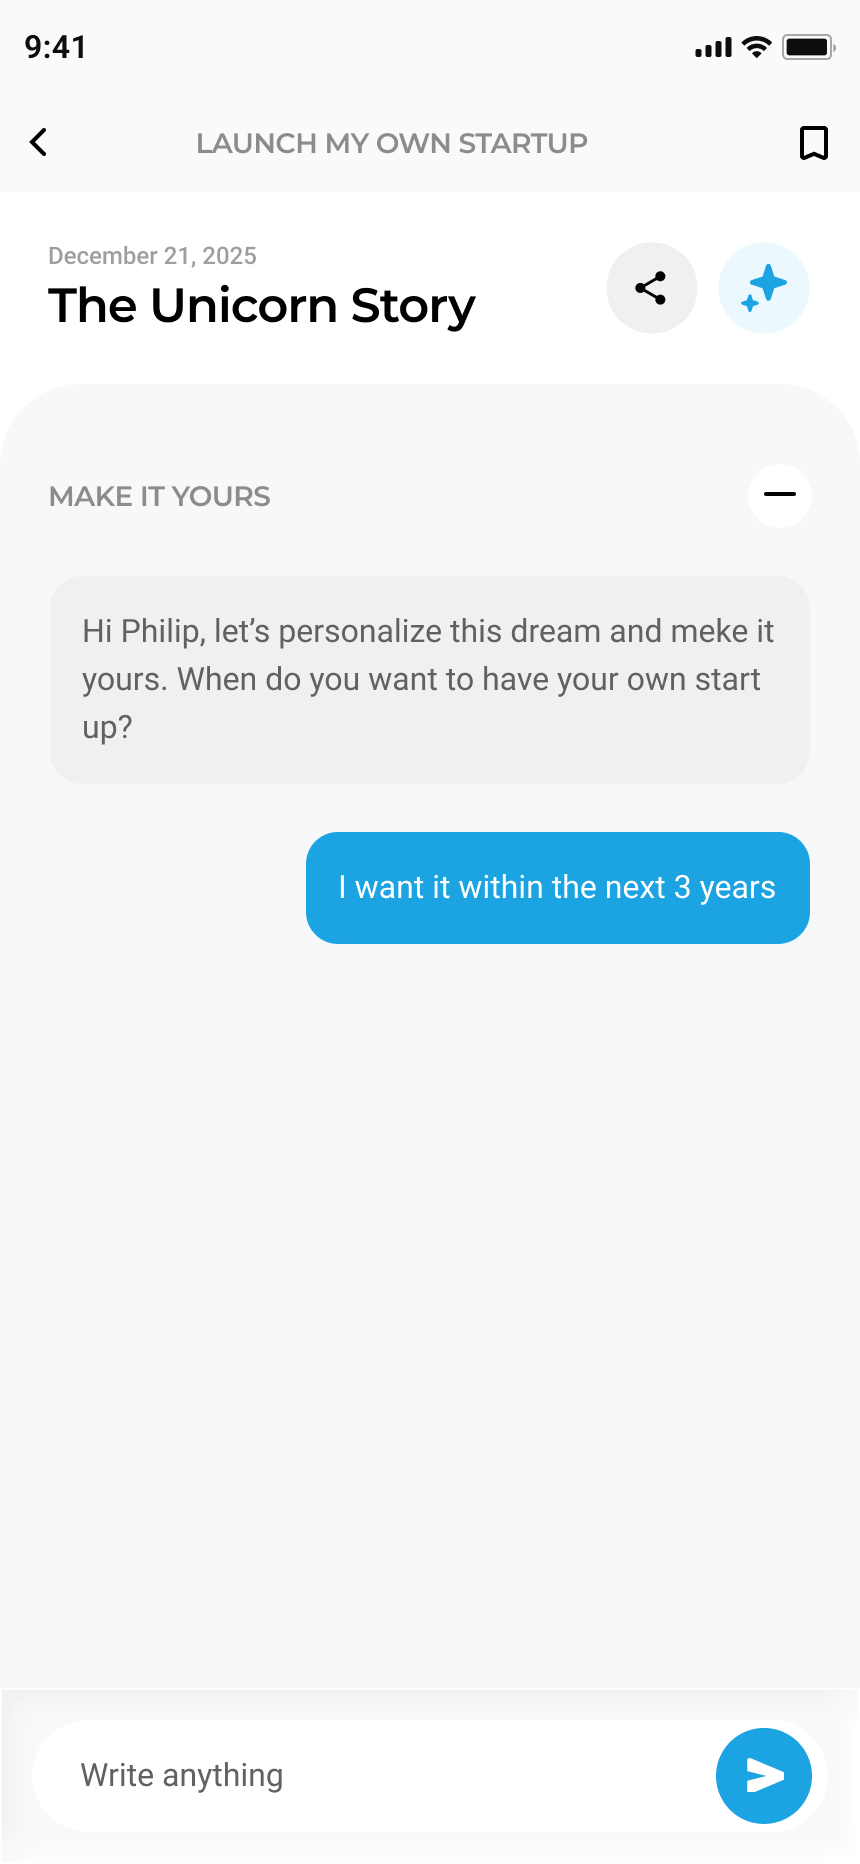 9:41
LAUNCH MY OWN STARTUP
December 21, 2025
The Unicorn Story
MAKE IT YOURS
Hi Philip, let’s personalize this dream and meke it
yours. When do you want to have your own start
up?
I want it within the next 3 years
Write anything